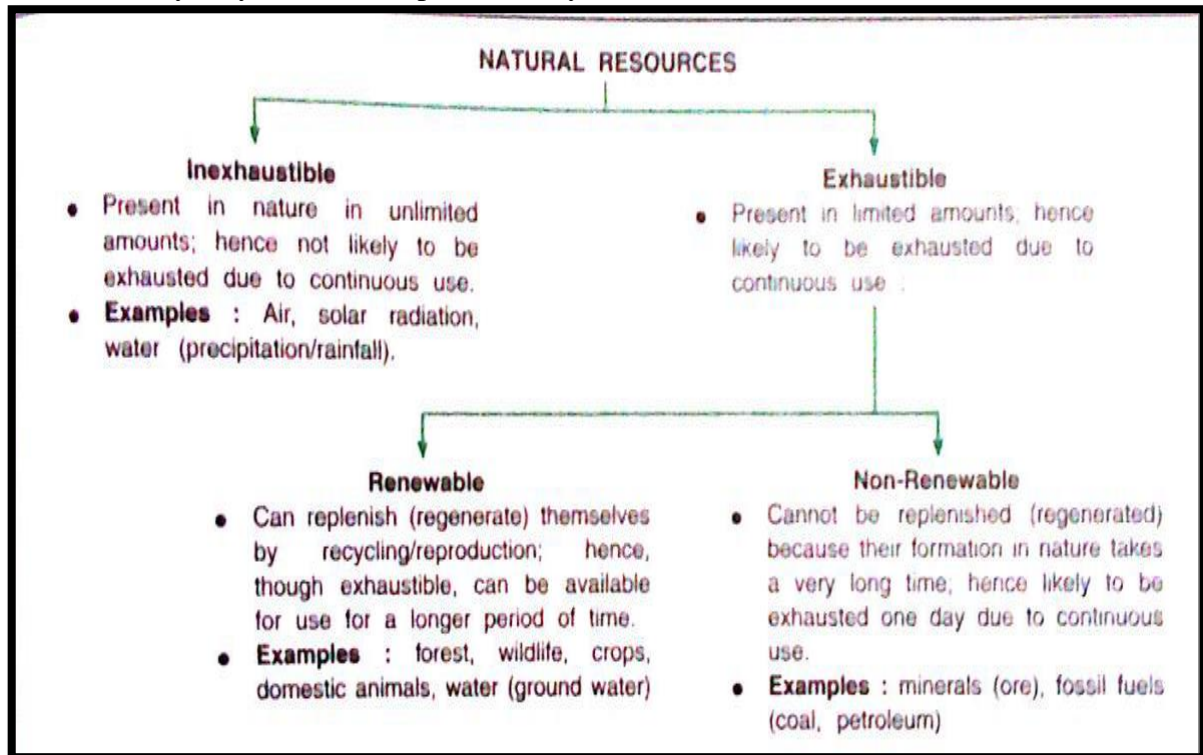 NATURAL RESOURCES
Inexhaustible
• Present in nature in unlimited
amounts; hence not likely to be
exhausted due to continuous use.
• Examples : Air, solar radiation,
water (precipitation/rainfall).
Exhaustible
• Present in limited amounts; hence
likely to be exhausted due to
continuous use .
Renewable
• Can replenish (regenerate) themselves
by recycling/reproduction; hence,
though exhaustible, can be available
for use for a longer period of time.
• Examples : forest, wildlife, crops,
domestic animals, water (ground water)
Non-Renewable
• Cannot be replenished (regenerated)
because their formation in nature takes
a very long time; hence likely to be
exhausted one day due to continuous
use.
• Examples : minerals (ore), fossil fuels
(coal, petroleum)